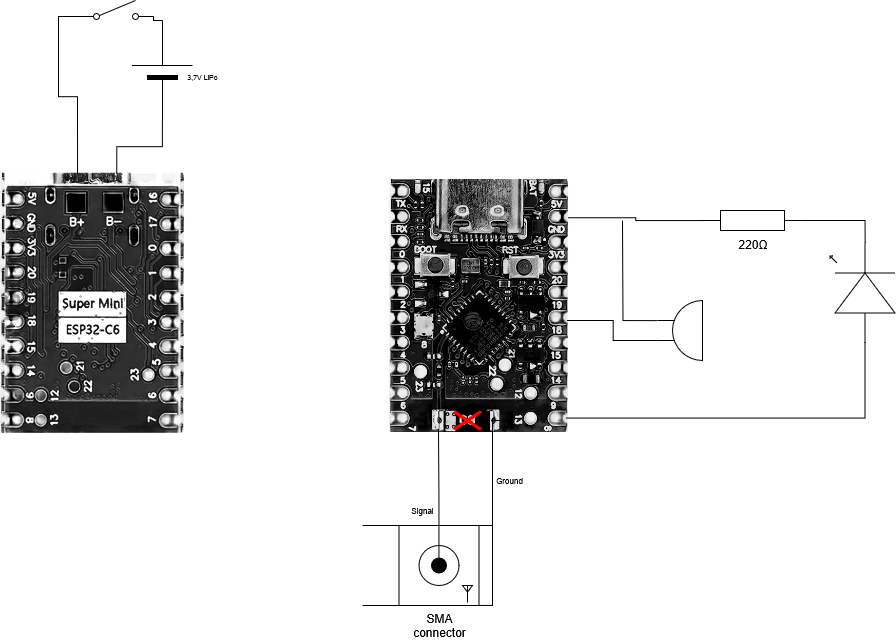 3,7V LiPo
B+
B-
5V
GND
3V3
20
19
18
15
14
9
8
12
13
16
17
0
1
2
3
4
5
6
7
21
22
23
Super Mini
ESP32-C6
15
BAT
TX
RX
0
1
2
3
4
5
6
7
BOOT
RST
5V
GND
3V3
20
19
18
15
14
9
8
8
21
22
23
12
13
220Ω
Signal
Ground
SMA
connector